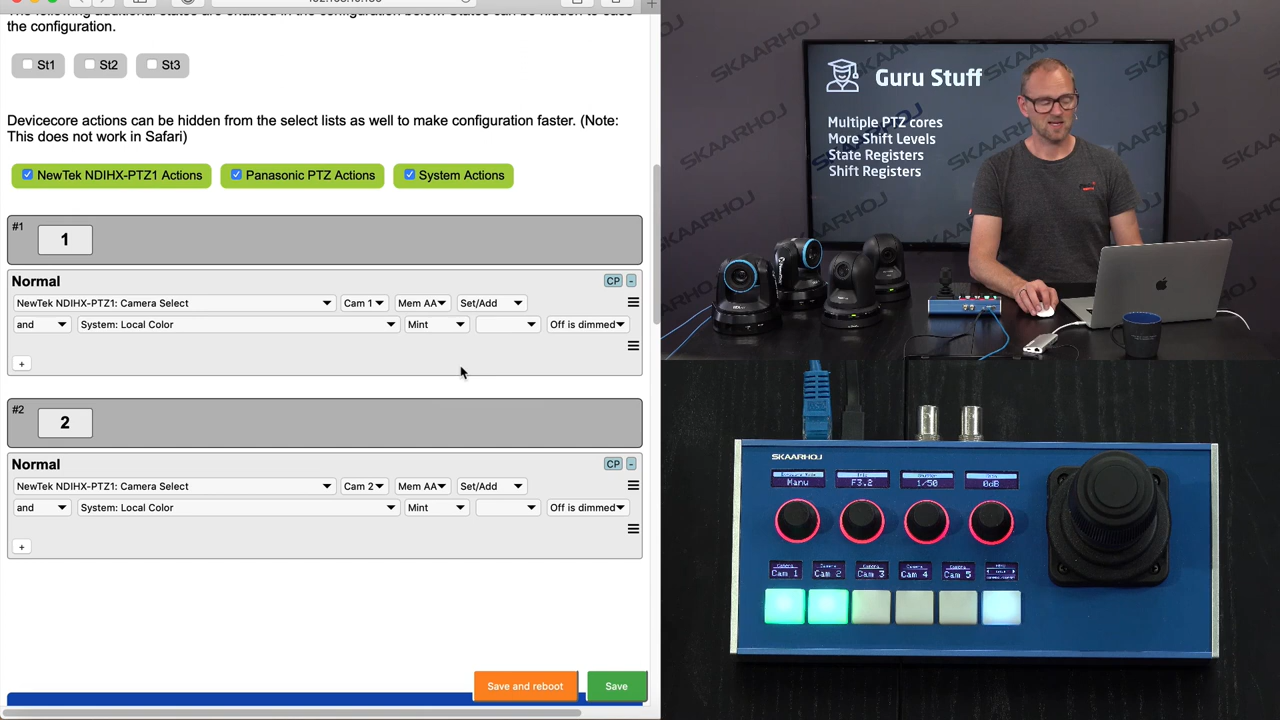 the configuration.
St1 St2 St3
Devicecore actions can be hidden from the select lists as well to make configuration faster. (Note:
This does not work in Safari)
NewTek NDIHX-PTZ1 Actions Panasonic PTZ Actions System Actions
#1 1
Normal CP -
NewTek NDIHX-PTZ1: Camera Select Cam 1 Mem AA Set/Add
and System: Local Color Mint Off is dimmed
+
#2 2
Normal CP -
NewTek NDIHX-PTZ1: Camera Select Cam 2 Mem AA Set/Add
and System: Local Color Mint Off is dimmed
+
Save and reboot Save
Guru Stuff
Multiple PTZ cores
More Shift Levels
State Registers
Shift Registers
SKAARHOJ
SKAARHOJ
Manu F3.2 1/50 0dB
Cam 1 Cam 2 Cam 3 Cam 4 Cam 5